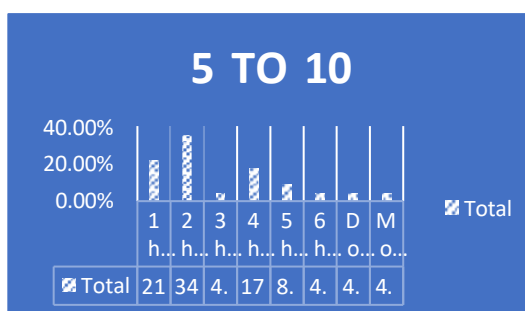 5 TO 10
40.00%
20.00%
0.00%
1 2 3 4 5 6 D M
h... h... h... h... h... h... o... o...
Total 21 34 4. 17 8. 4. 4. 4.
Total